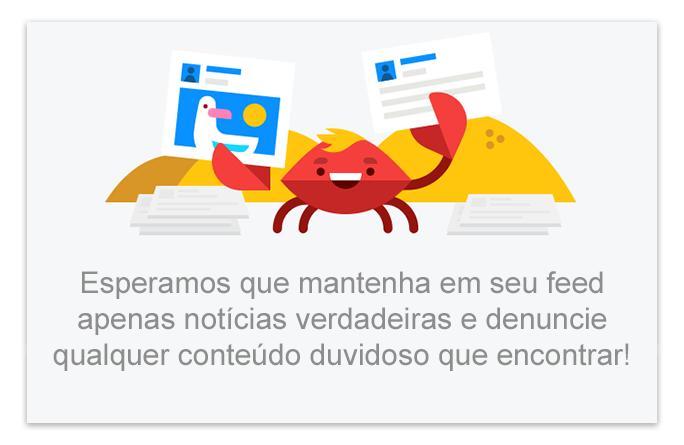 Esperamos que mantenha em seu feed
apenas notícias verdadeiras e denuncie
qualquer conteúdo duvidoso que encontrar!